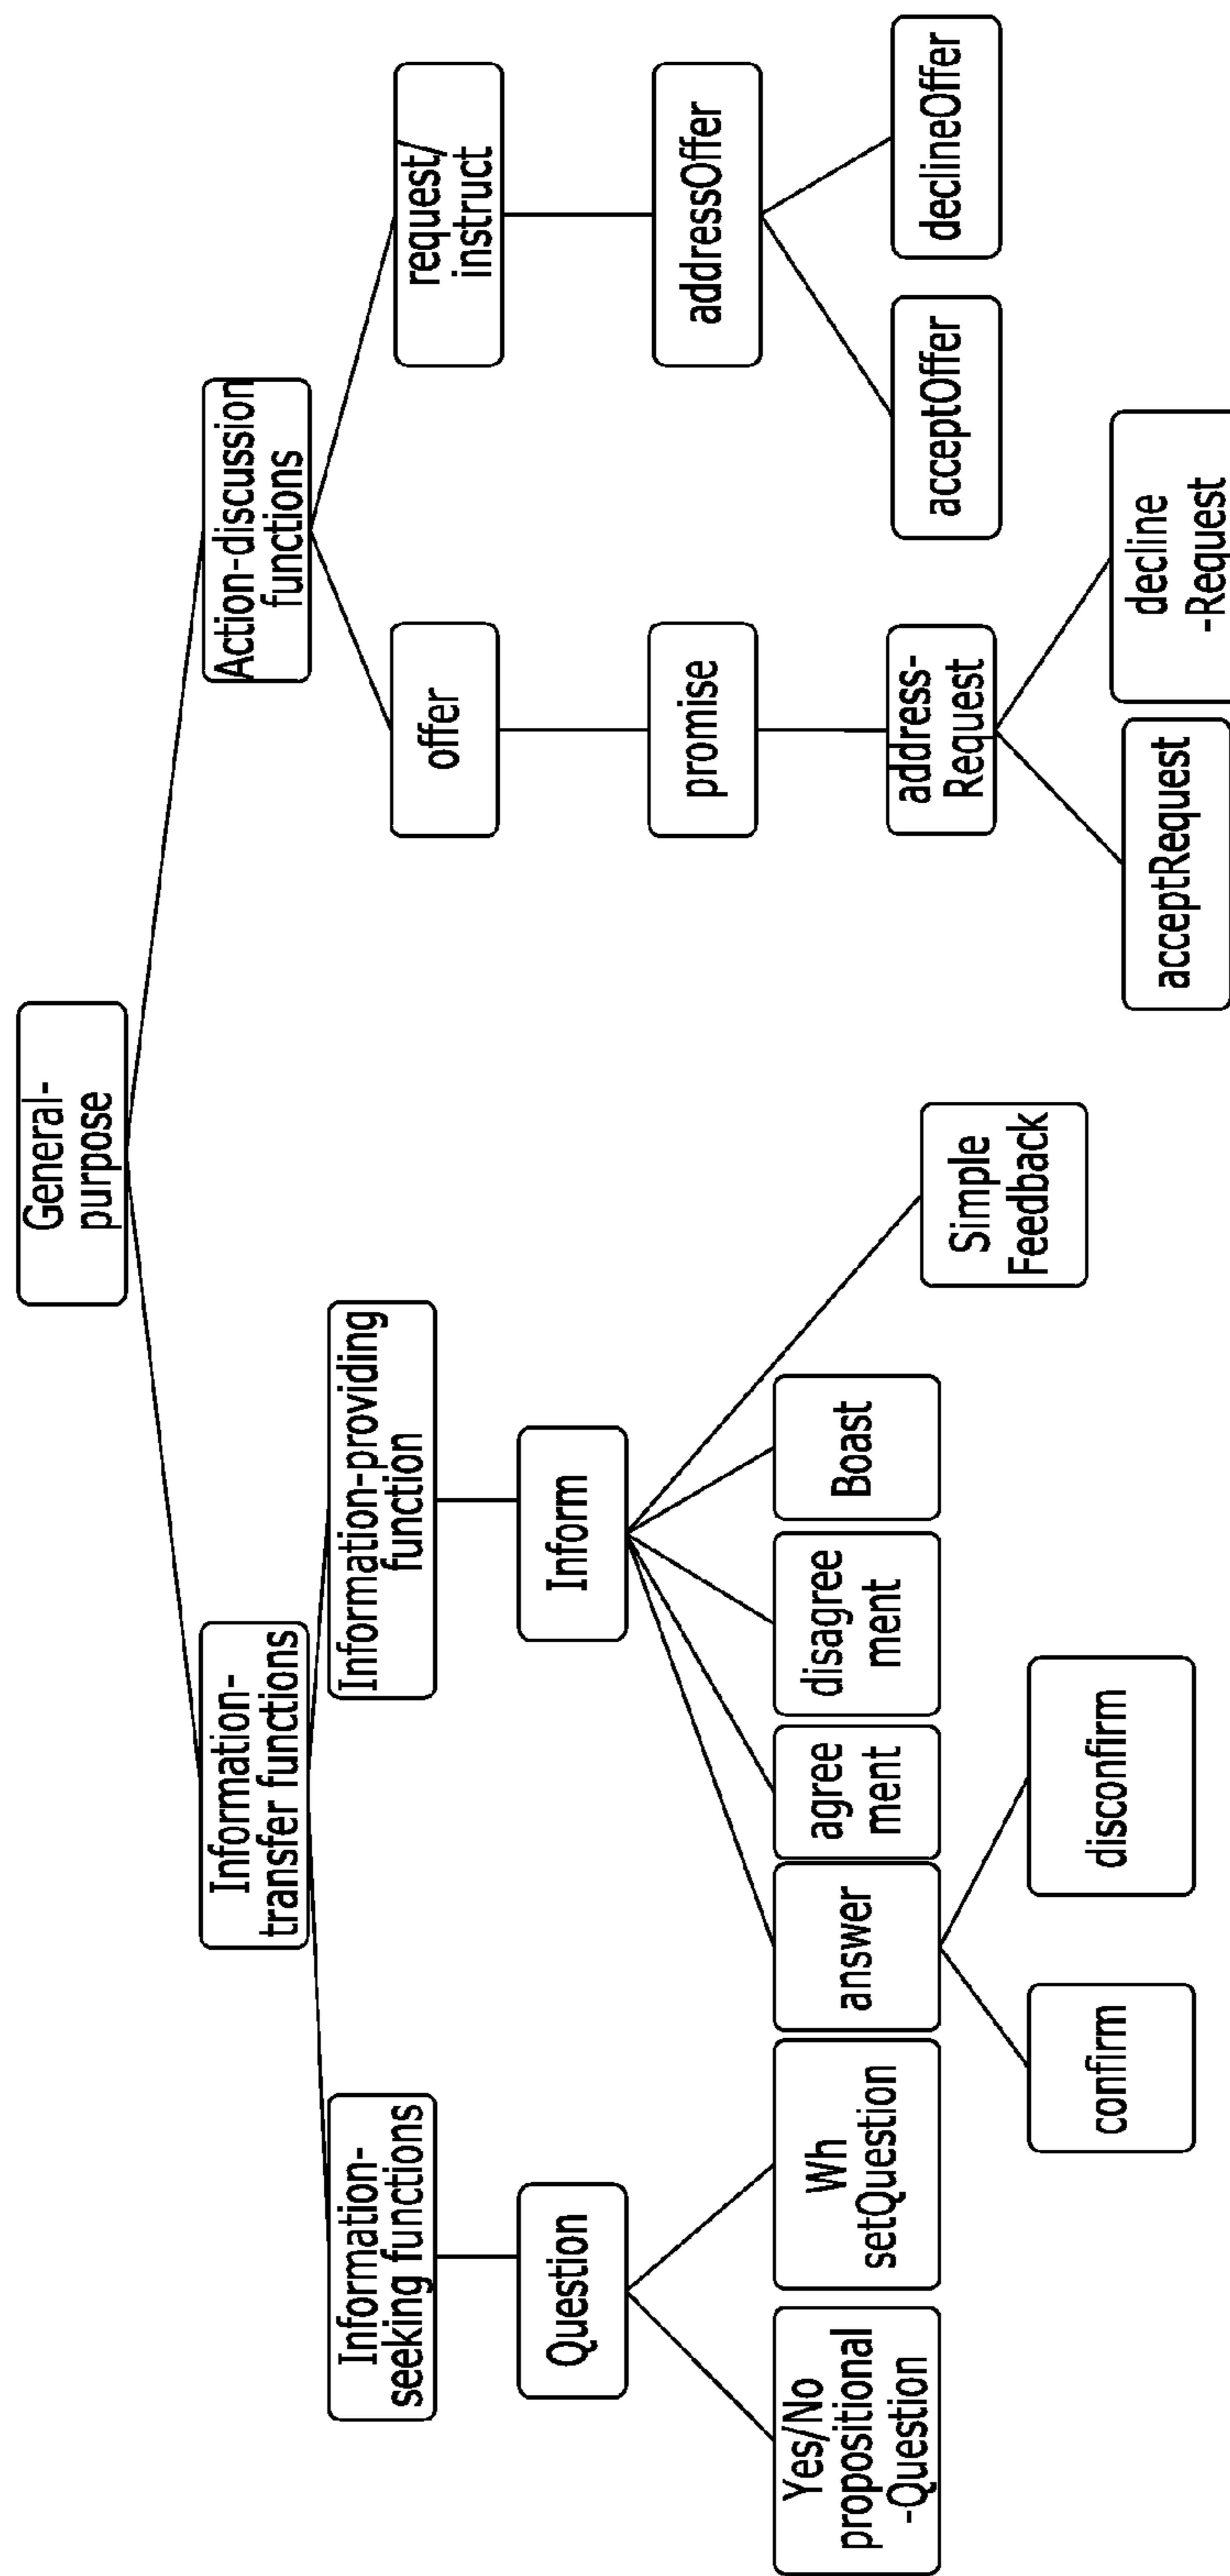 General-
purpose
Information-
transfer functions
Action-discussion
functions
Information-
seeking functions
Information-providing
function
offer
request/
instruct
Question
Inform
promise
addressOffer
Yes/No
propositional
-Question
Wh
setQuestion
answer
agree
ment
disagree
ment
Boast
Simple
Feedback
address-
Request
acceptOffer
declineOffer
confirm
disconfirm
acceptRequest
decline
-Request